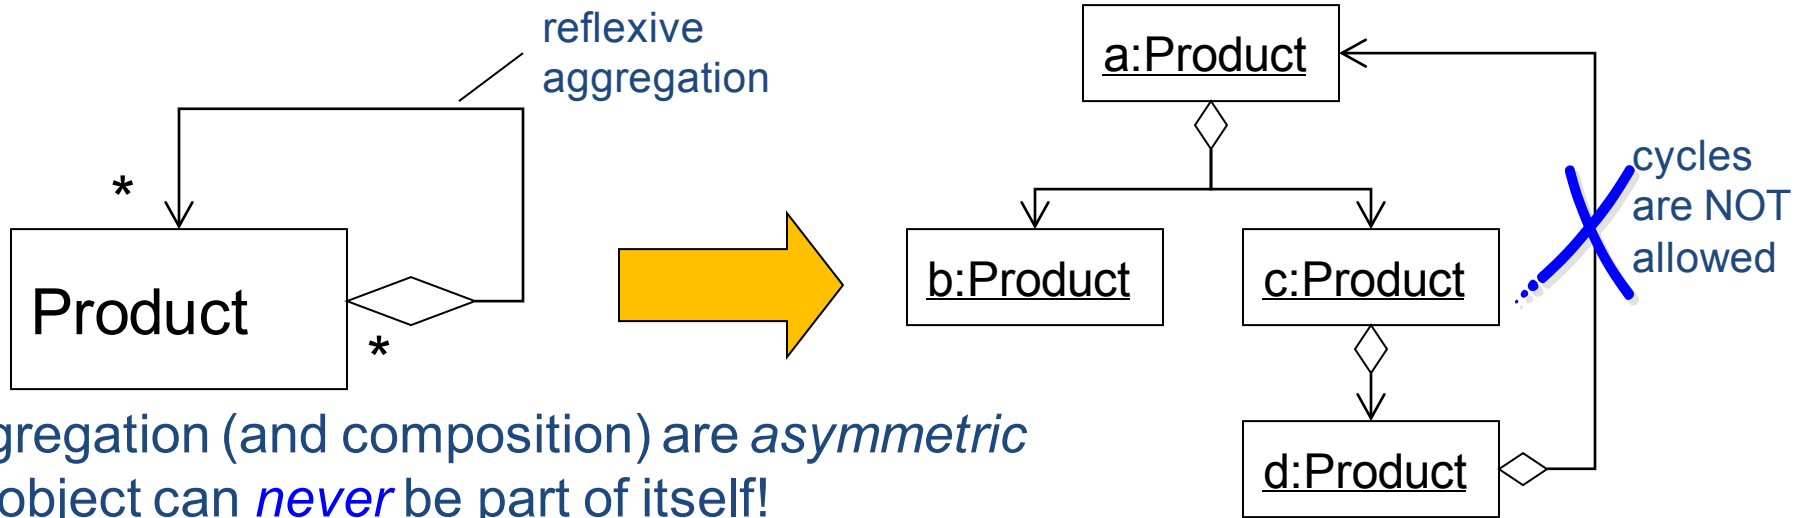 reflexive
aggregation
*
Product
*
a:Product
b:Product
c:Product
d:Product
cycles
are NOT
allowed
gregation (and composition) are asymmetric
object can never be part of itself!